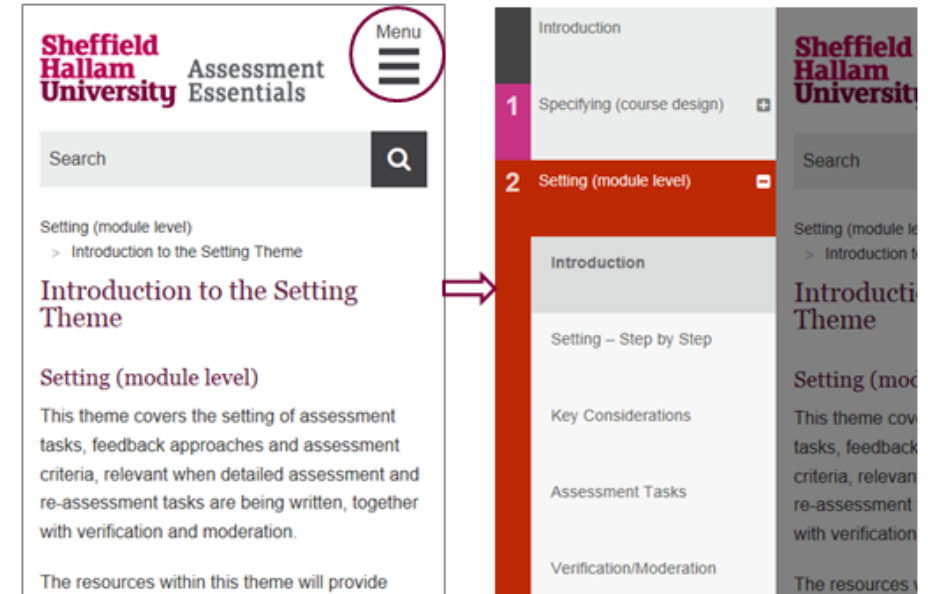 Menu
Sheffield
Hallam
University
Assessment
Essentials
Search
Setting (module level)
> Introduction to the Setting Theme
Introduction to the Setting
Theme
Setting (module level)
This theme covers the setting of assessment
tasks, feedback approaches and assessment
criteria, relevant when detailed assessment and
re-assessment tasks are being written, together
with verification and moderation.
The resources within this theme will provide
Introduction
1 Specifying (course design)
2 Setting (module level)
Introduction
Setting – Step by Step
Key Considerations
Assessment Tasks
Verification/Moderation
Sheffield
Hallam
Universit
Search
Setting (module le
> Introduction t
Introducti
Theme
Setting (mod
This theme cov
tasks, feedback
criteria, relevan
re-assessment
with verification
The resources